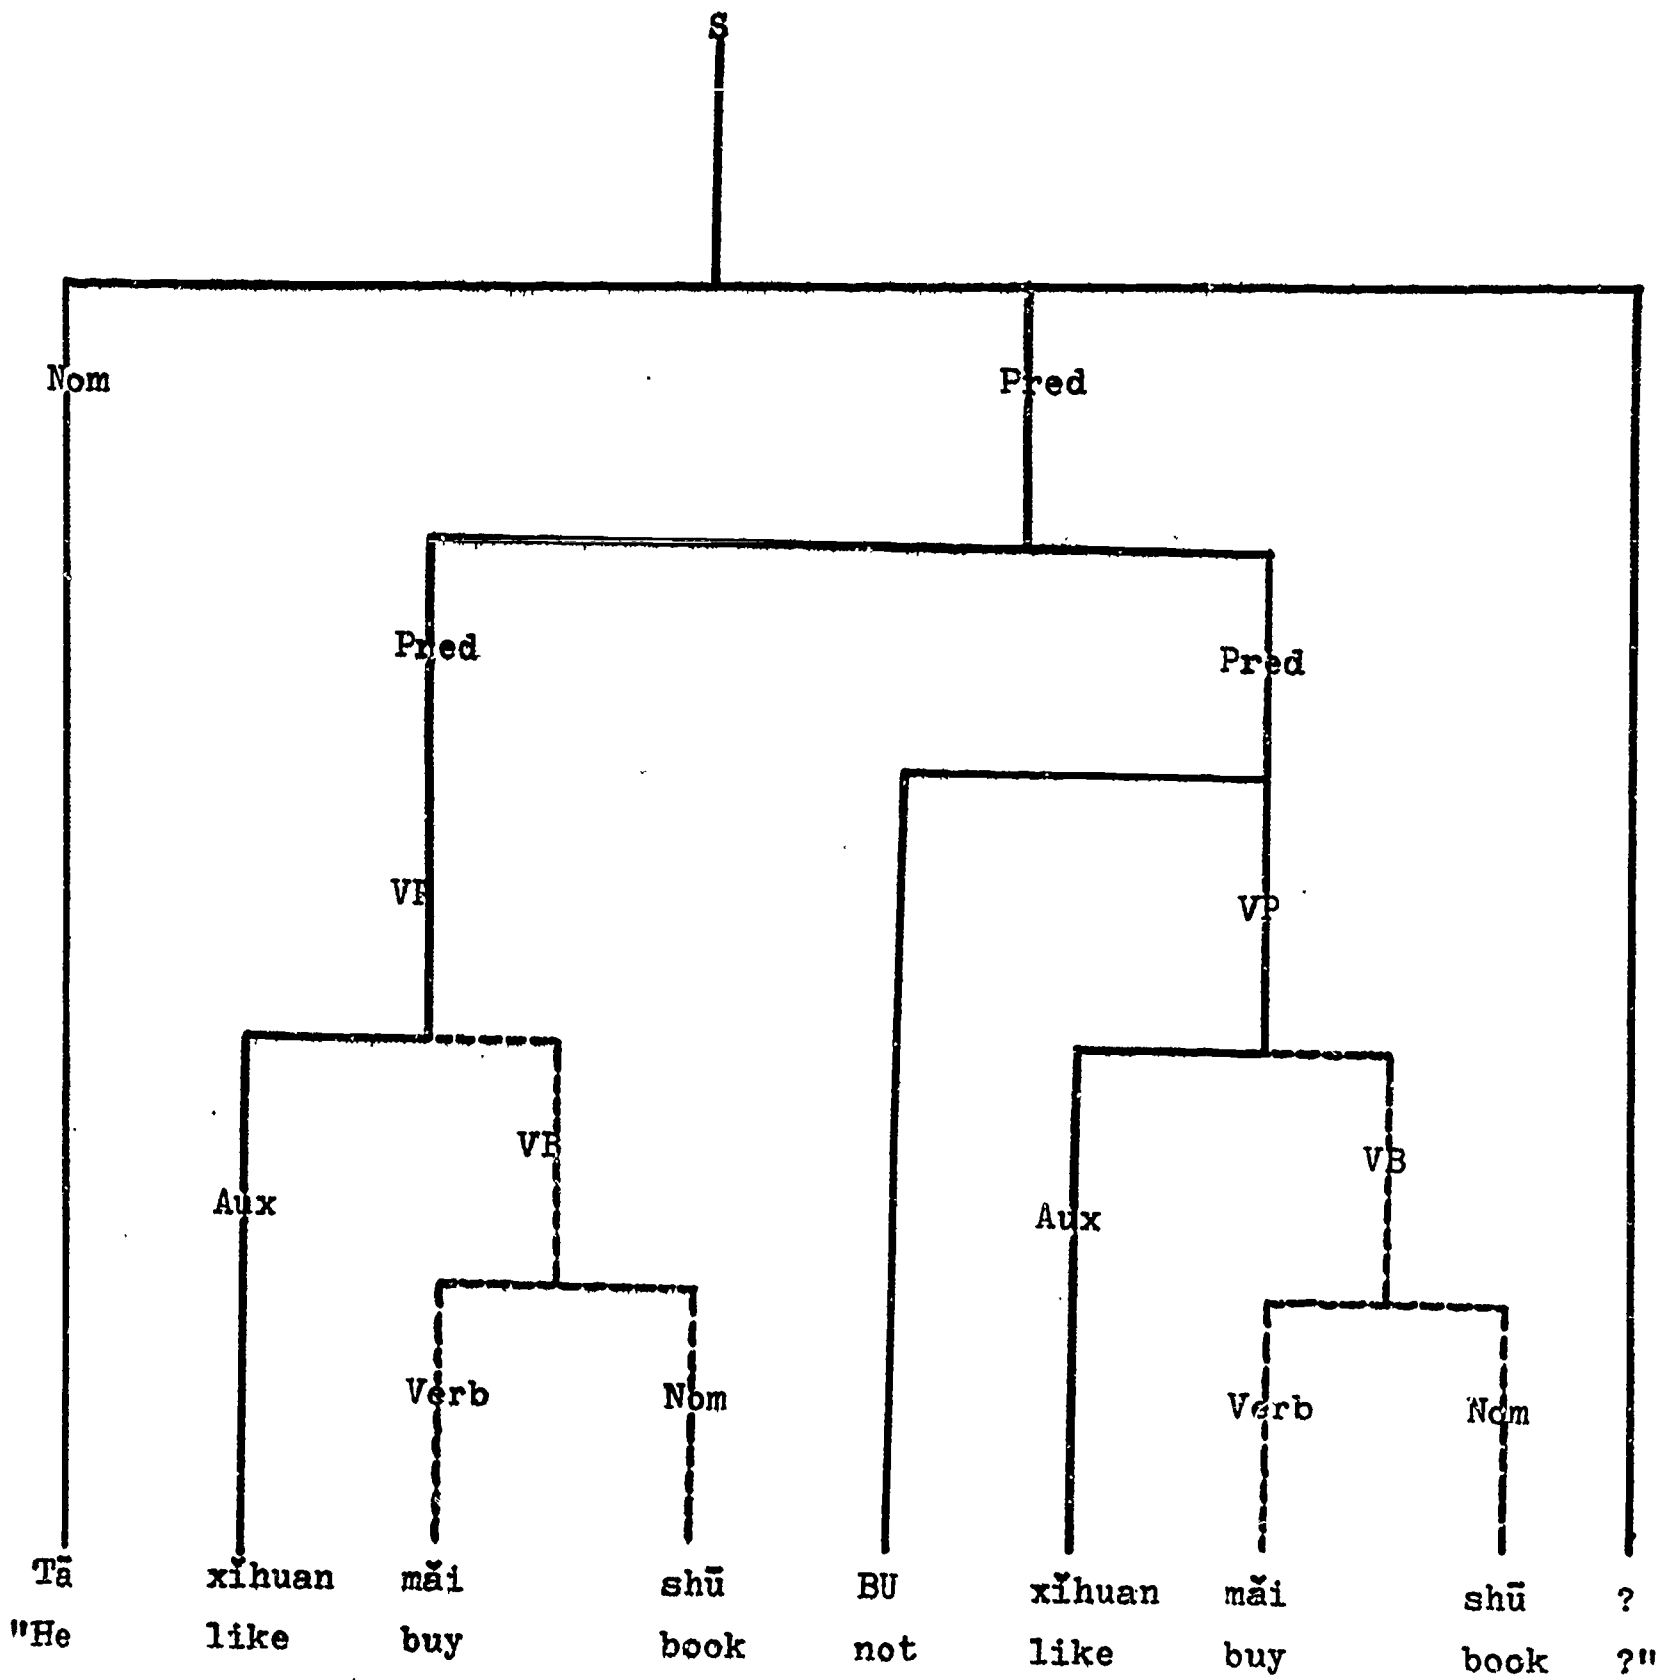 S
Nom Pred
Pred Pred
VP VP
VB VB
Aux Aux
Verb Nom Verb Nom
Tā xǐhuan mǎi shū BU xǐhuan mǎi shū ?
"He like buy book not like buy book ?"